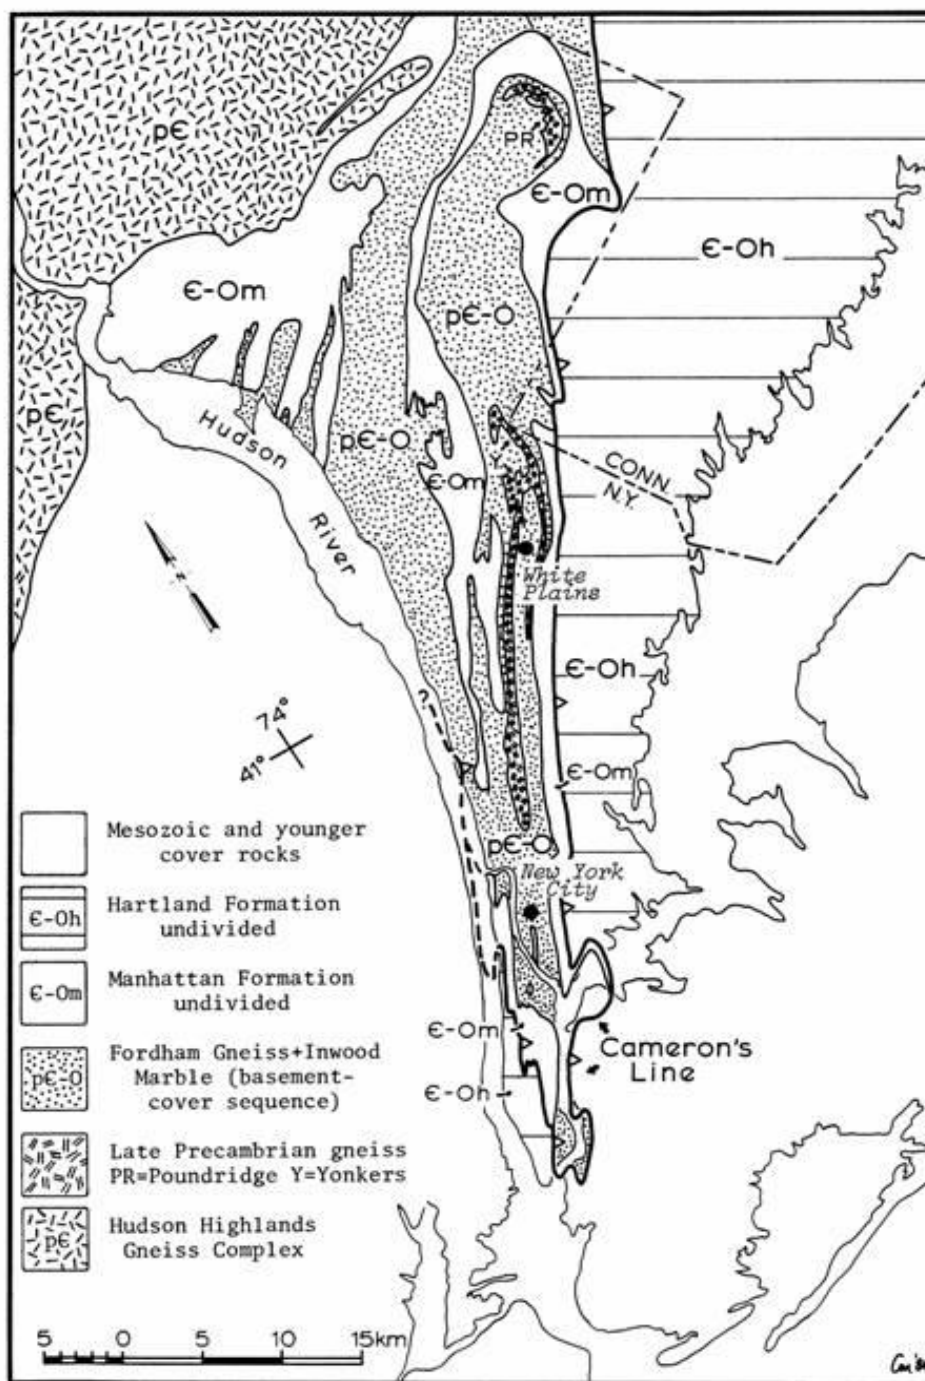 pЄ
PR
Є-Om
Є-Oh
Є-Om
pЄ-O
pЄ
Hudson
River
pЄ-O
Є-Om
Y
CONN.
N.Y.
White
Plains
Є-Oh
?
74°
41°
Є-Om
pЄ-O
New York
City
Є-Om
Є-Oh
Cameron's
Line
Mesozoic and younger
cover rocks
Є-Oh
Hartland Formation
undivided
Є-Om
Manhattan Formation
undivided
pЄ-O
Fordham Gneiss+Inwood
Marble (basement-
cover sequence)
Late Precambrian gneiss
PR=Poundridge Y=Yonkers
pЄ
Hudson Highlands
Gneiss Complex
5 0 5 10 15km